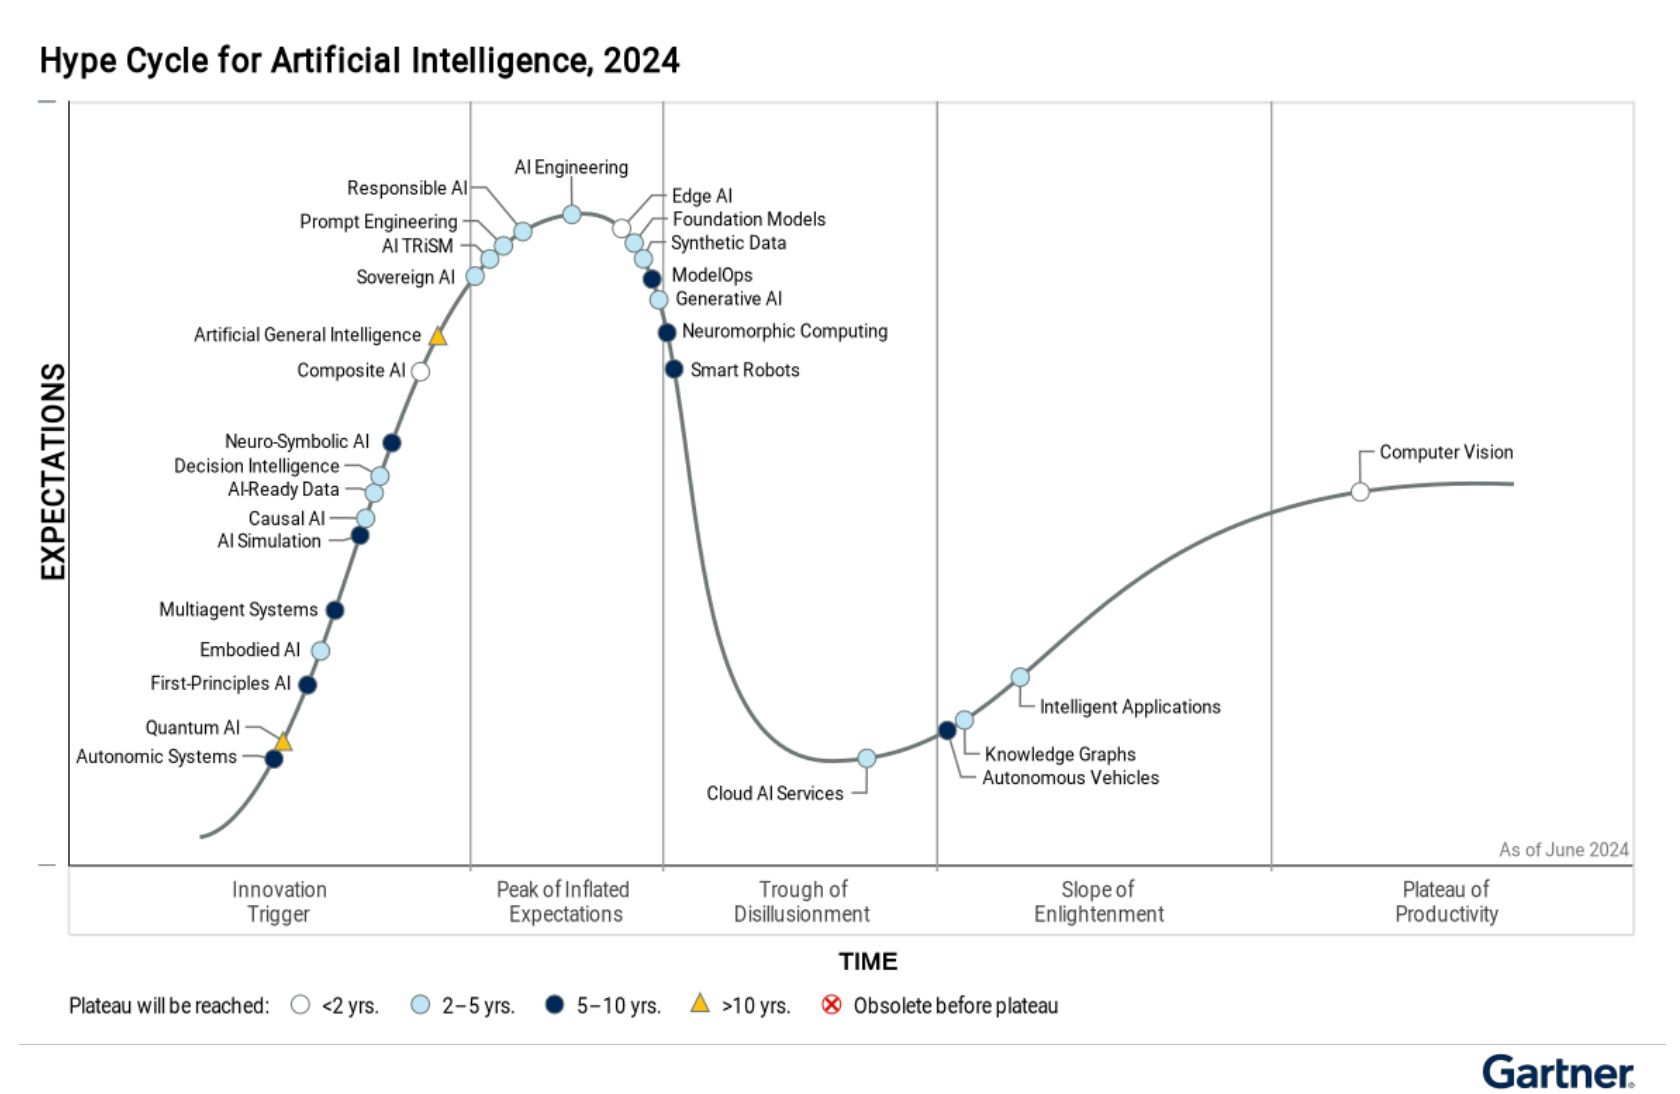 Hype Cycle for Artificial Intelligence, 2024
AI Engineering
Responsible AI
Edge AI
Prompt Engineering
Foundation Models
AI TRiSM
Synthetic Data
Sovereign AI
ModelOps
Generative AI
Artificial General Intelligence
Neuromorphic Computing
Composite AI
Smart Robots
Neuro-Symbolic AI
Decision Intelligence
AI-Ready Data
Causal AI
AI Simulation
Computer Vision
Multiagent Systems
Embodied AI
First-Principles AI
Quantum AI
Autonomic Systems
Intelligent Applications
Knowledge Graphs
Autonomous Vehicles
Cloud AI Services
EXPECTATIONS
As of June 2024
Innovation
Trigger
Peak of Inflated
Expectations
Trough of
Disillusionment
Slope of
Enlightenment
Plateau of
Productivity
TIME
Plateau will be reached: <2 yrs. 2–5 yrs. 5–10 yrs. >10 yrs. Obsolete before plateau
Gartner®